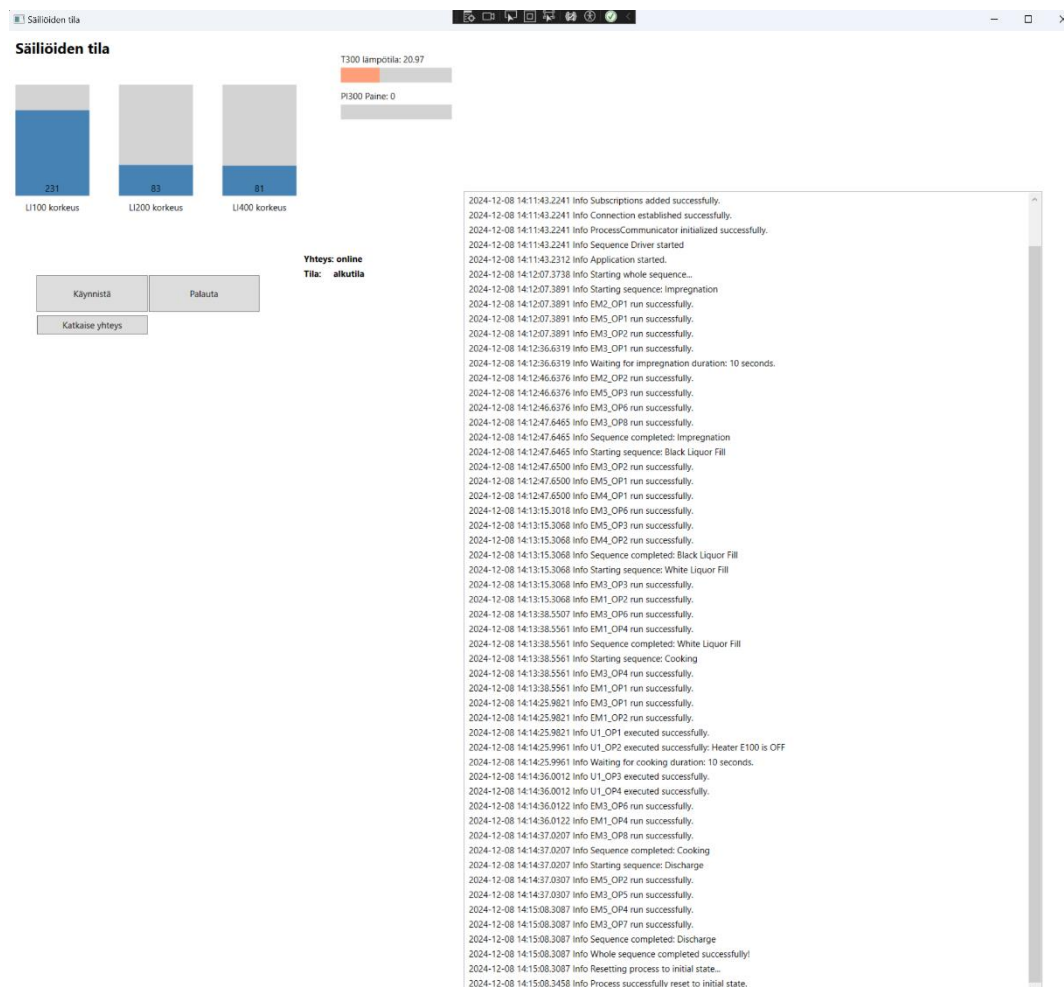 Säiliöiden tila
Säiliöiden tila
T300 lämpötila: 20.97
PI300 Paine: 0
231
83
81
LI100 korkeus
LI200 korkeus
LI400 korkeus
Yhteys: online
Tila: alkutila
Käynnistä
Palauta
Katkaise yhteys
2024-12-08 14:11:43.2241 Info Subscriptions added successfully.
2024-12-08 14:11:43.2241 Info Connection established successfully.
2024-12-08 14:11:43.2241 Info ProcessCommunicator initialized successfully.
2024-12-08 14:11:43.2241 Info Sequence Driver started
2024-12-08 14:11:43.2312 Info Application started.
2024-12-08 14:12:07.3738 Info Starting whole sequence...
2024-12-08 14:12:07.3891 Info Starting sequence: Impregnation
2024-12-08 14:12:07.3891 Info EM2_OP1 run successfully.
2024-12-08 14:12:07.3891 Info EM5_OP1 run successfully.
2024-12-08 14:12:07.3891 Info EM3_OP2 run successfully.
2024-12-08 14:12:36.6319 Info EM3_OP1 run successfully.
2024-12-08 14:12:36.6319 Info Waiting for impregnation duration: 10 seconds.
2024-12-08 14:12:46.6376 Info EM2_OP2 run successfully.
2024-12-08 14:12:46.6376 Info EM5_OP3 run successfully.
2024-12-08 14:12:46.6376 Info EM3_OP6 run successfully.
2024-12-08 14:12:47.6465 Info EM3_OP8 run successfully.
2024-12-08 14:12:47.6465 Info Sequence completed: Impregnation
2024-12-08 14:12:47.6465 Info Starting sequence: Black Liquor Fill
2024-12-08 14:12:47.6500 Info EM3_OP2 run successfully.
2024-12-08 14:12:47.6500 Info EM5_OP1 run successfully.
2024-12-08 14:12:47.6500 Info EM4_OP1 run successfully.
2024-12-08 14:13:15.3018 Info EM3_OP6 run successfully.
2024-12-08 14:13:15.3068 Info EM5_OP3 run successfully.
2024-12-08 14:13:15.3068 Info EM4_OP2 run successfully.
2024-12-08 14:13:15.3068 Info Sequence completed: Black Liquor Fill
2024-12-08 14:13:15.3068 Info Starting sequence: White Liquor Fill
2024-12-08 14:13:15.3068 Info EM3_OP3 run successfully.
2024-12-08 14:13:15.3068 Info EM1_OP2 run successfully.
2024-12-08 14:13:38.5507 Info EM3_OP6 run successfully.
2024-12-08 14:13:38.5561 Info EM1_OP4 run successfully.
2024-12-08 14:13:38.5561 Info Sequence completed: White Liquor Fill
2024-12-08 14:13:38.5561 Info Starting sequence: Cooking
2024-12-08 14:13:38.5561 Info EM3_OP4 run successfully.
2024-12-08 14:13:38.5561 Info EM1_OP1 run successfully.
2024-12-08 14:14:25.9821 Info EM3_OP1 run successfully.
2024-12-08 14:14:25.9821 Info EM1_OP2 run successfully.
2024-12-08 14:14:25.9821 Info U1_OP1 executed successfully.
2024-12-08 14:14:25.9961 Info U1_OP2 executed successfully: Heater E100 is OFF
2024-12-08 14:14:25.9961 Info Waiting for cooking duration: 10 seconds.
2024-12-08 14:14:36.0012 Info U1_OP3 executed successfully.
2024-12-08 14:14:36.0012 Info U1_OP4 executed successfully.
2024-12-08 14:14:36.0122 Info EM3_OP6 run successfully.
2024-12-08 14:14:36.0122 Info EM1_OP4 run successfully.
2024-12-08 14:14:37.0207 Info EM3_OP8 run successfully.
2024-12-08 14:14:37.0207 Info Sequence completed: Cooking
2024-12-08 14:14:37.0207 Info Starting sequence: Discharge
2024-12-08 14:14:37.0307 Info EM5_OP2 run successfully.
2024-12-08 14:14:37.0307 Info EM3_OP5 run successfully.
2024-12-08 14:15:08.3087 Info EM5_OP4 run successfully.
2024-12-08 14:15:08.3087 Info EM3_OP7 run successfully.
2024-12-08 14:15:08.3087 Info Sequence completed: Discharge
2024-12-08 14:15:08.3087 Info Whole sequence completed successfully!
2024-12-08 14:15:08.3087 Info Resetting process to initial state...
2024-12-08 14:15:08.3458 Info Process successfully reset to initial state.